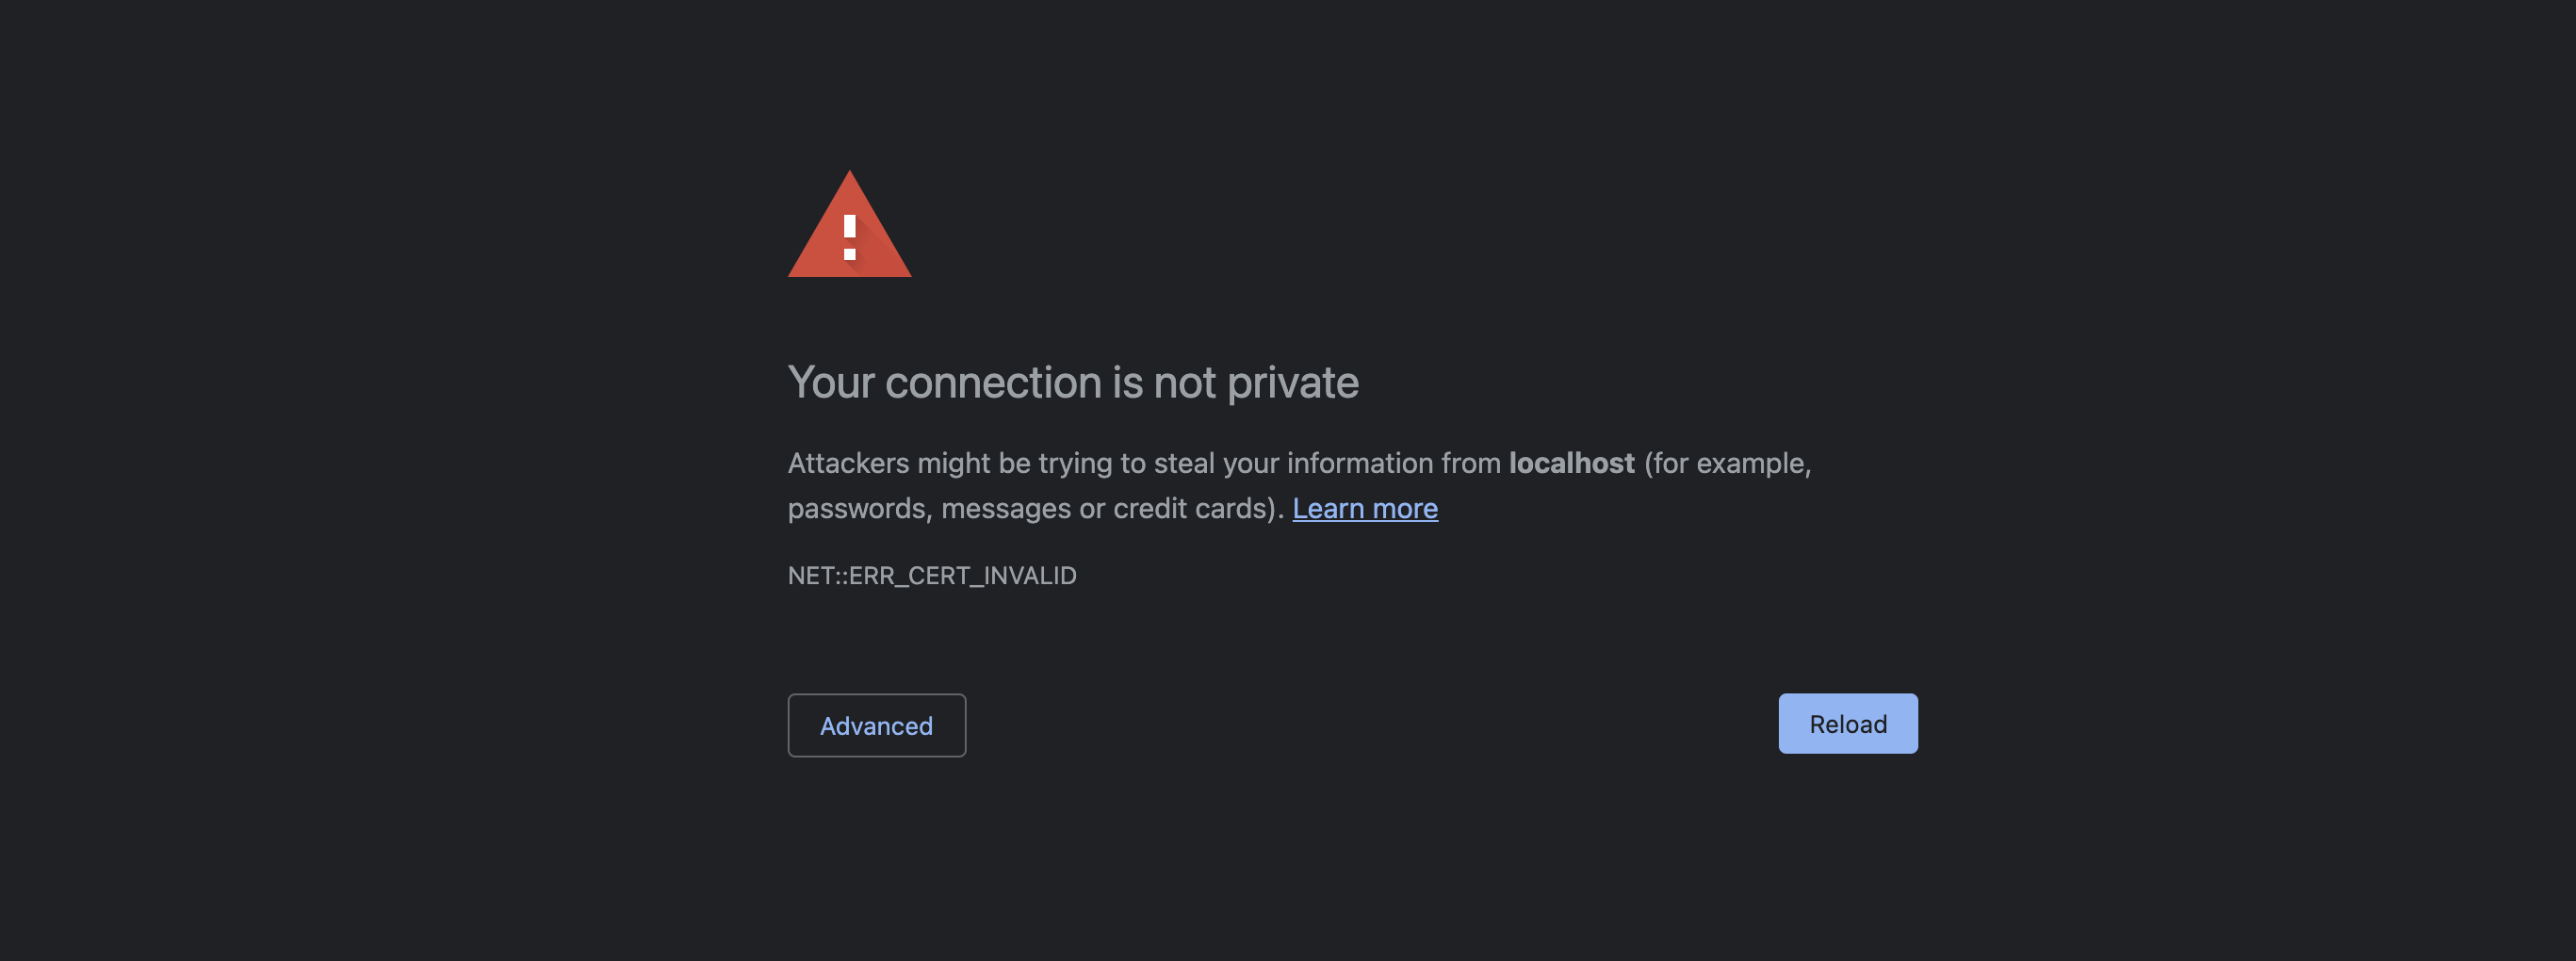 Your connection is not private
Attackers might be trying to steal your information from localhost (for example,
passwords, messages or credit cards). Learn more
NET::ERR_CERT_INVALID
Advanced
Reload